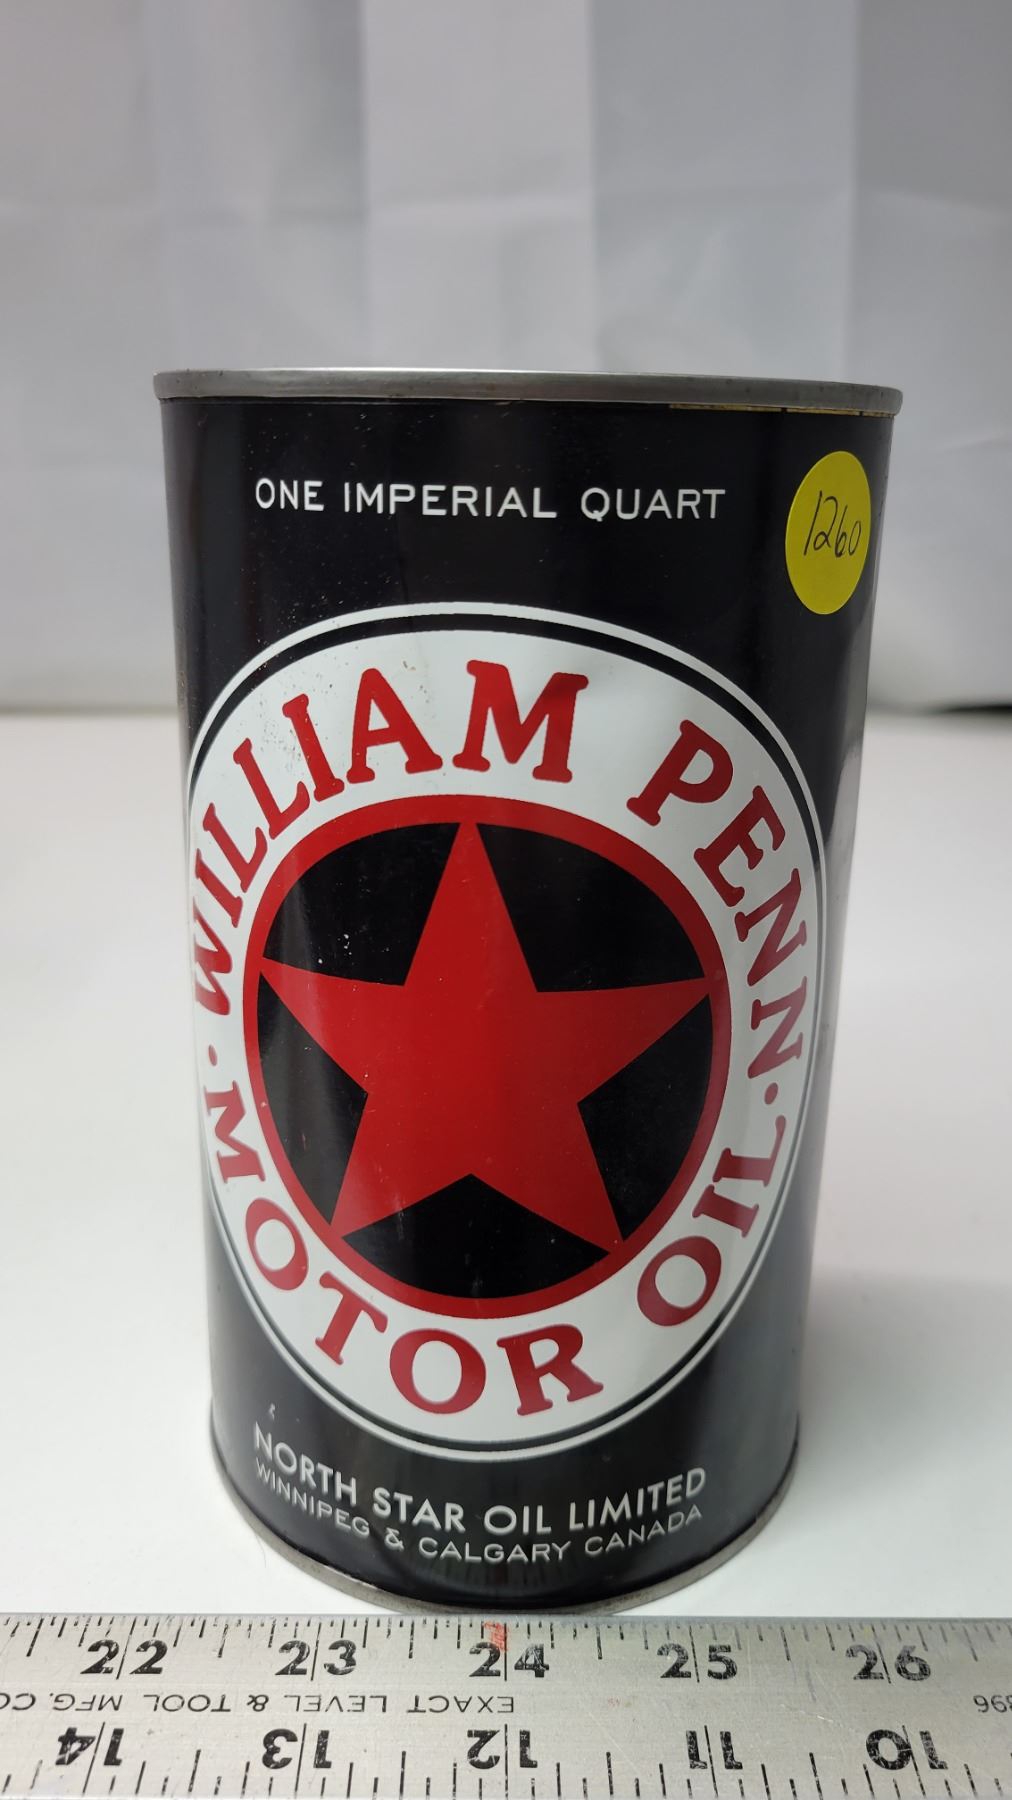 ONE IMPERIAL QUART
1260
WILLIAM PENN
MOTOR OIL
NORTH STAR OIL LIMITED
WINNIPEG & CALGARY CANADA
22 23 24 25 26
EXACT LEVEL & TOOL MFG. CO
968
14 13 12 11 10